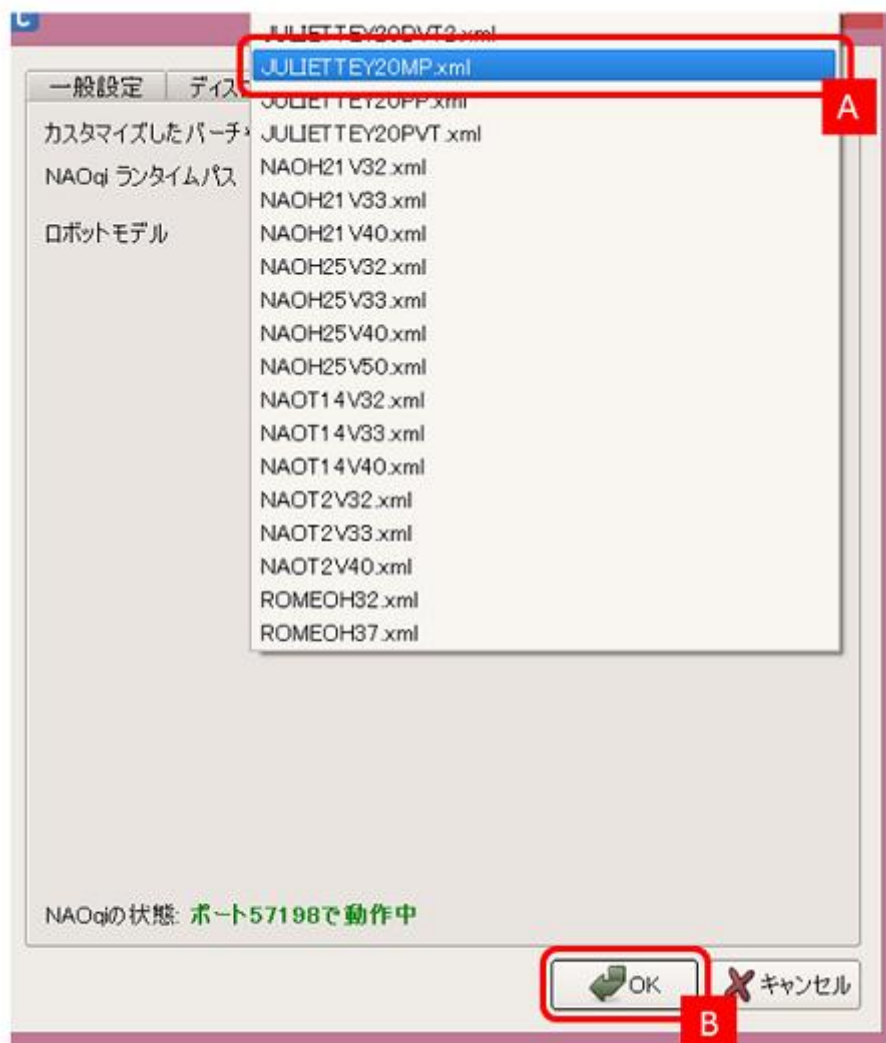 JULIETTEY20DVT2.xml
JULIETTEY20MP.xml
A
一般設定
JULIETTEY20PP.xml
カスタマイズしたバーチャ JULIETTEY20PVT.xml
NAOqi ランタイムパス
NAOH21V32.xml
NAOH21V33.xml
ロボットモデル
NAOH21V40.xml
NAOH25V32.xml
NAOH25V33.xml
NAOH25V40.xml
NAOH25V50.xml
NAOT14V32.xml
NAOT14V33.xml
NAOT14V40.xml
NAOT2V32.xml
NAOT2V33.xml
NAOT2V40.xml
ROMEOH32.xml
ROMEOH37.xml
NAOqiの状態: ポート57198で動作中
OK キャンセル
B